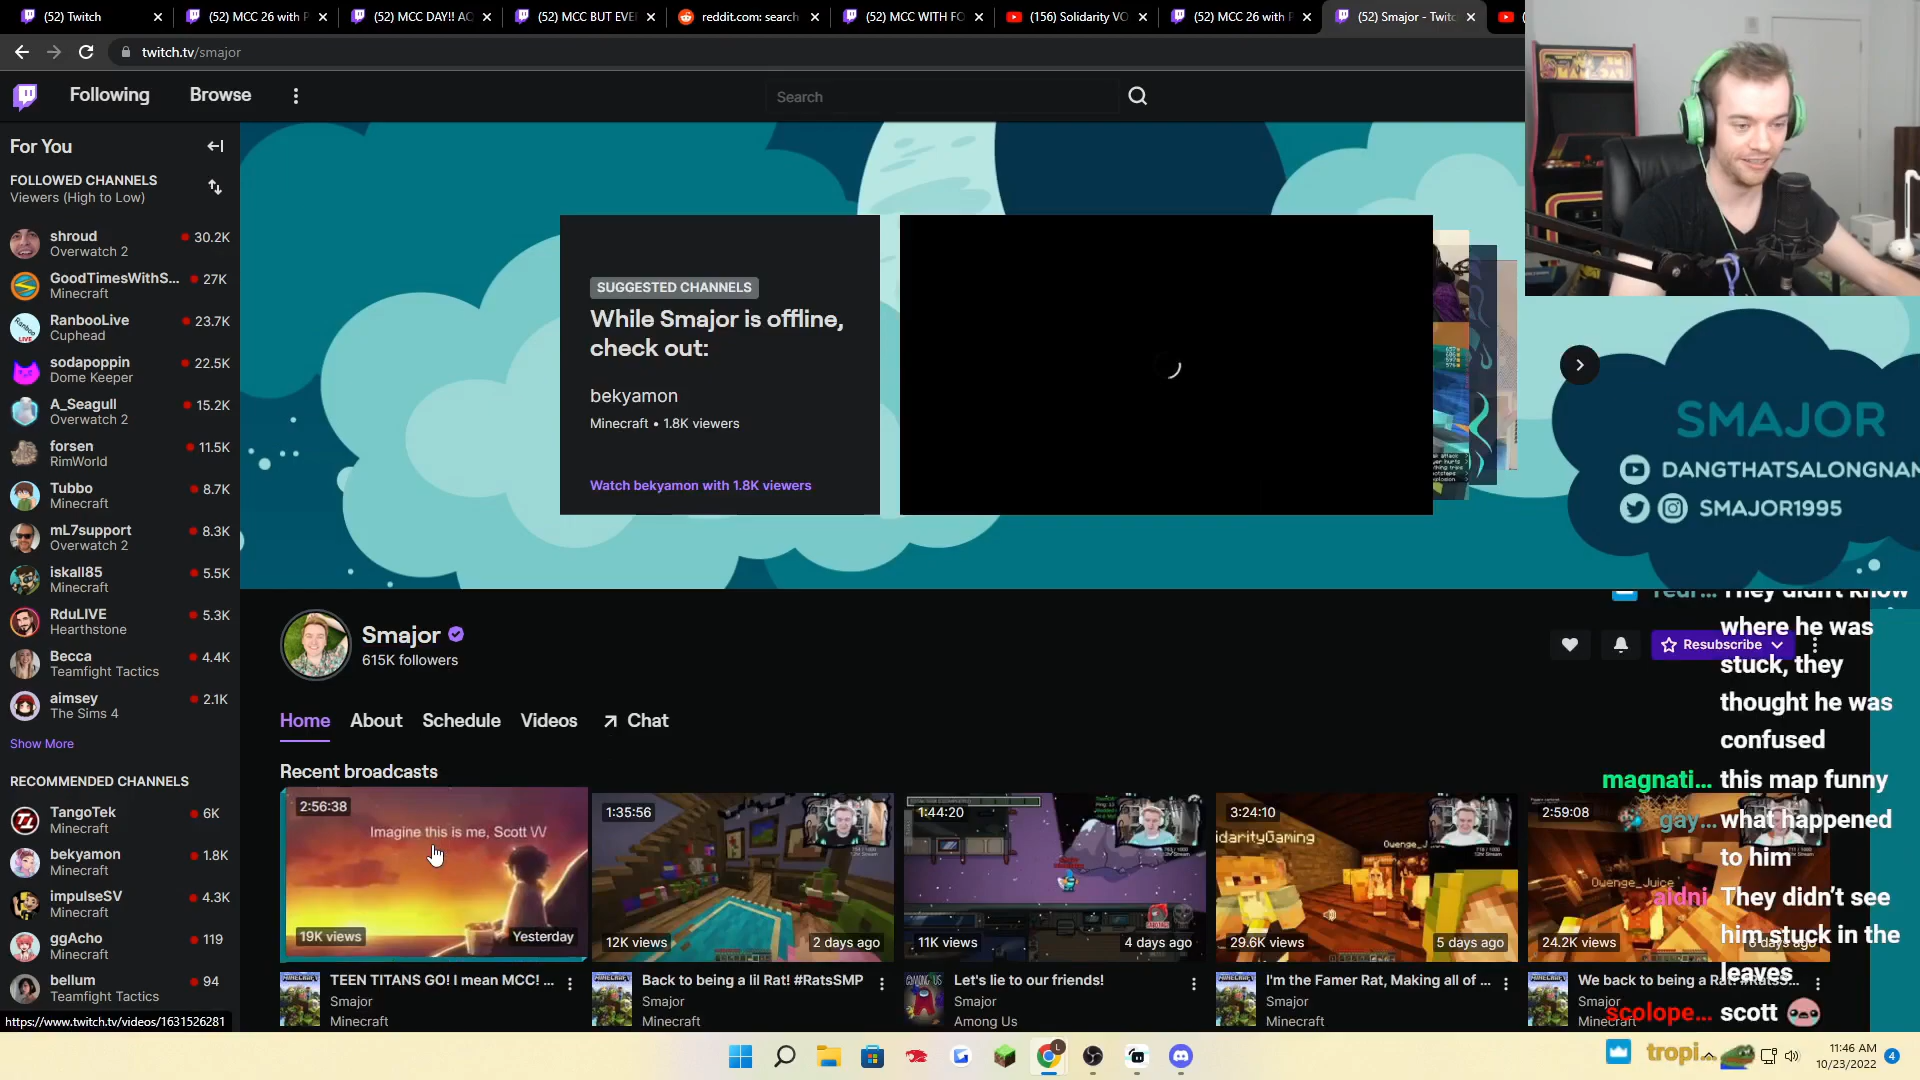 (52) Twitch
(52) MCC 26 with P
(52) MCC DAY!! AQ
(52) MCC BUT EVE
reddit.com: search
(52) MCC WITH FO
(156) Solidarity VO
(52) MCC 26 with P
(52) Smajor - Twitc
twitch.tv/smajor
Following
Browse
Search
For You
FOLLOWED CHANNELS
Viewers (High to Low)
shroud
30.2K
Overwatch 2
GoodTimesWithS...
27K
Minecraft
RanbooLive
23.7K
Cuphead
sodapoppin
22.5K
Dome Keeper
A_Seagull
15.2K
Overwatch 2
forsen
11.5K
RimWorld
Tubbo
8.7K
Minecraft
mL7support
8.3K
Overwatch 2
iskall85
5.5K
Minecraft
RduLIVE
5.3K
Hearthstone
Becca
4.4K
Teamfight Tactics
aimsey
2.1K
The Sims 4
Show More
RECOMMENDED CHANNELS
TangoTek
6K
Minecraft
bekyamon
1.8K
Minecraft
impulseSV
4.3K
Minecraft
ggAcho
119
Minecraft
bellum
94
Teamfight Tactics
https://www.twitch.tv/videos/1631526281
SUGGESTED CHANNELS
While Smajor is offline,
check out:
bekyamon
Minecraft • 1.8K viewers
Watch bekyamon with 1.8K viewers
SMAJOR
DANGTHATSALONGNAM
SMAJOR1995
Smajor
615K followers
Resubscribe
Home
About
Schedule
Videos
Chat
Recent broadcasts
2:56:38
Imagine this is me, Scott \/\/
19K views
Yesterday
TEEN TITANS GO! I mean MCC! ...
Smajor
Minecraft
1:35:56
12K views
2 days ago
Back to being a lil Rat! #RatsSMP
Smajor
Minecraft
1:44:20
11K views
4 days ago
Let's lie to our friends!
Smajor
Among Us
3:24:10
idarityGaming
Owenge_J
29.6K views
5 days ago
I'm the Famer Rat, Making all of ...
Smajor
Minecraft
2:59:08
Owenge_Juice
24.2K views
We back to being a Rat! #RatsS...
Smajor
Minecraft
They didn't know
where he was
stuck, they
thought he was
confused
magnati... this map funny
gay... what happened
to him
aidni They didn't see
him stuck in the
leaves
scolope... scott
tropi...
11:46 AM
10/23/2022
4